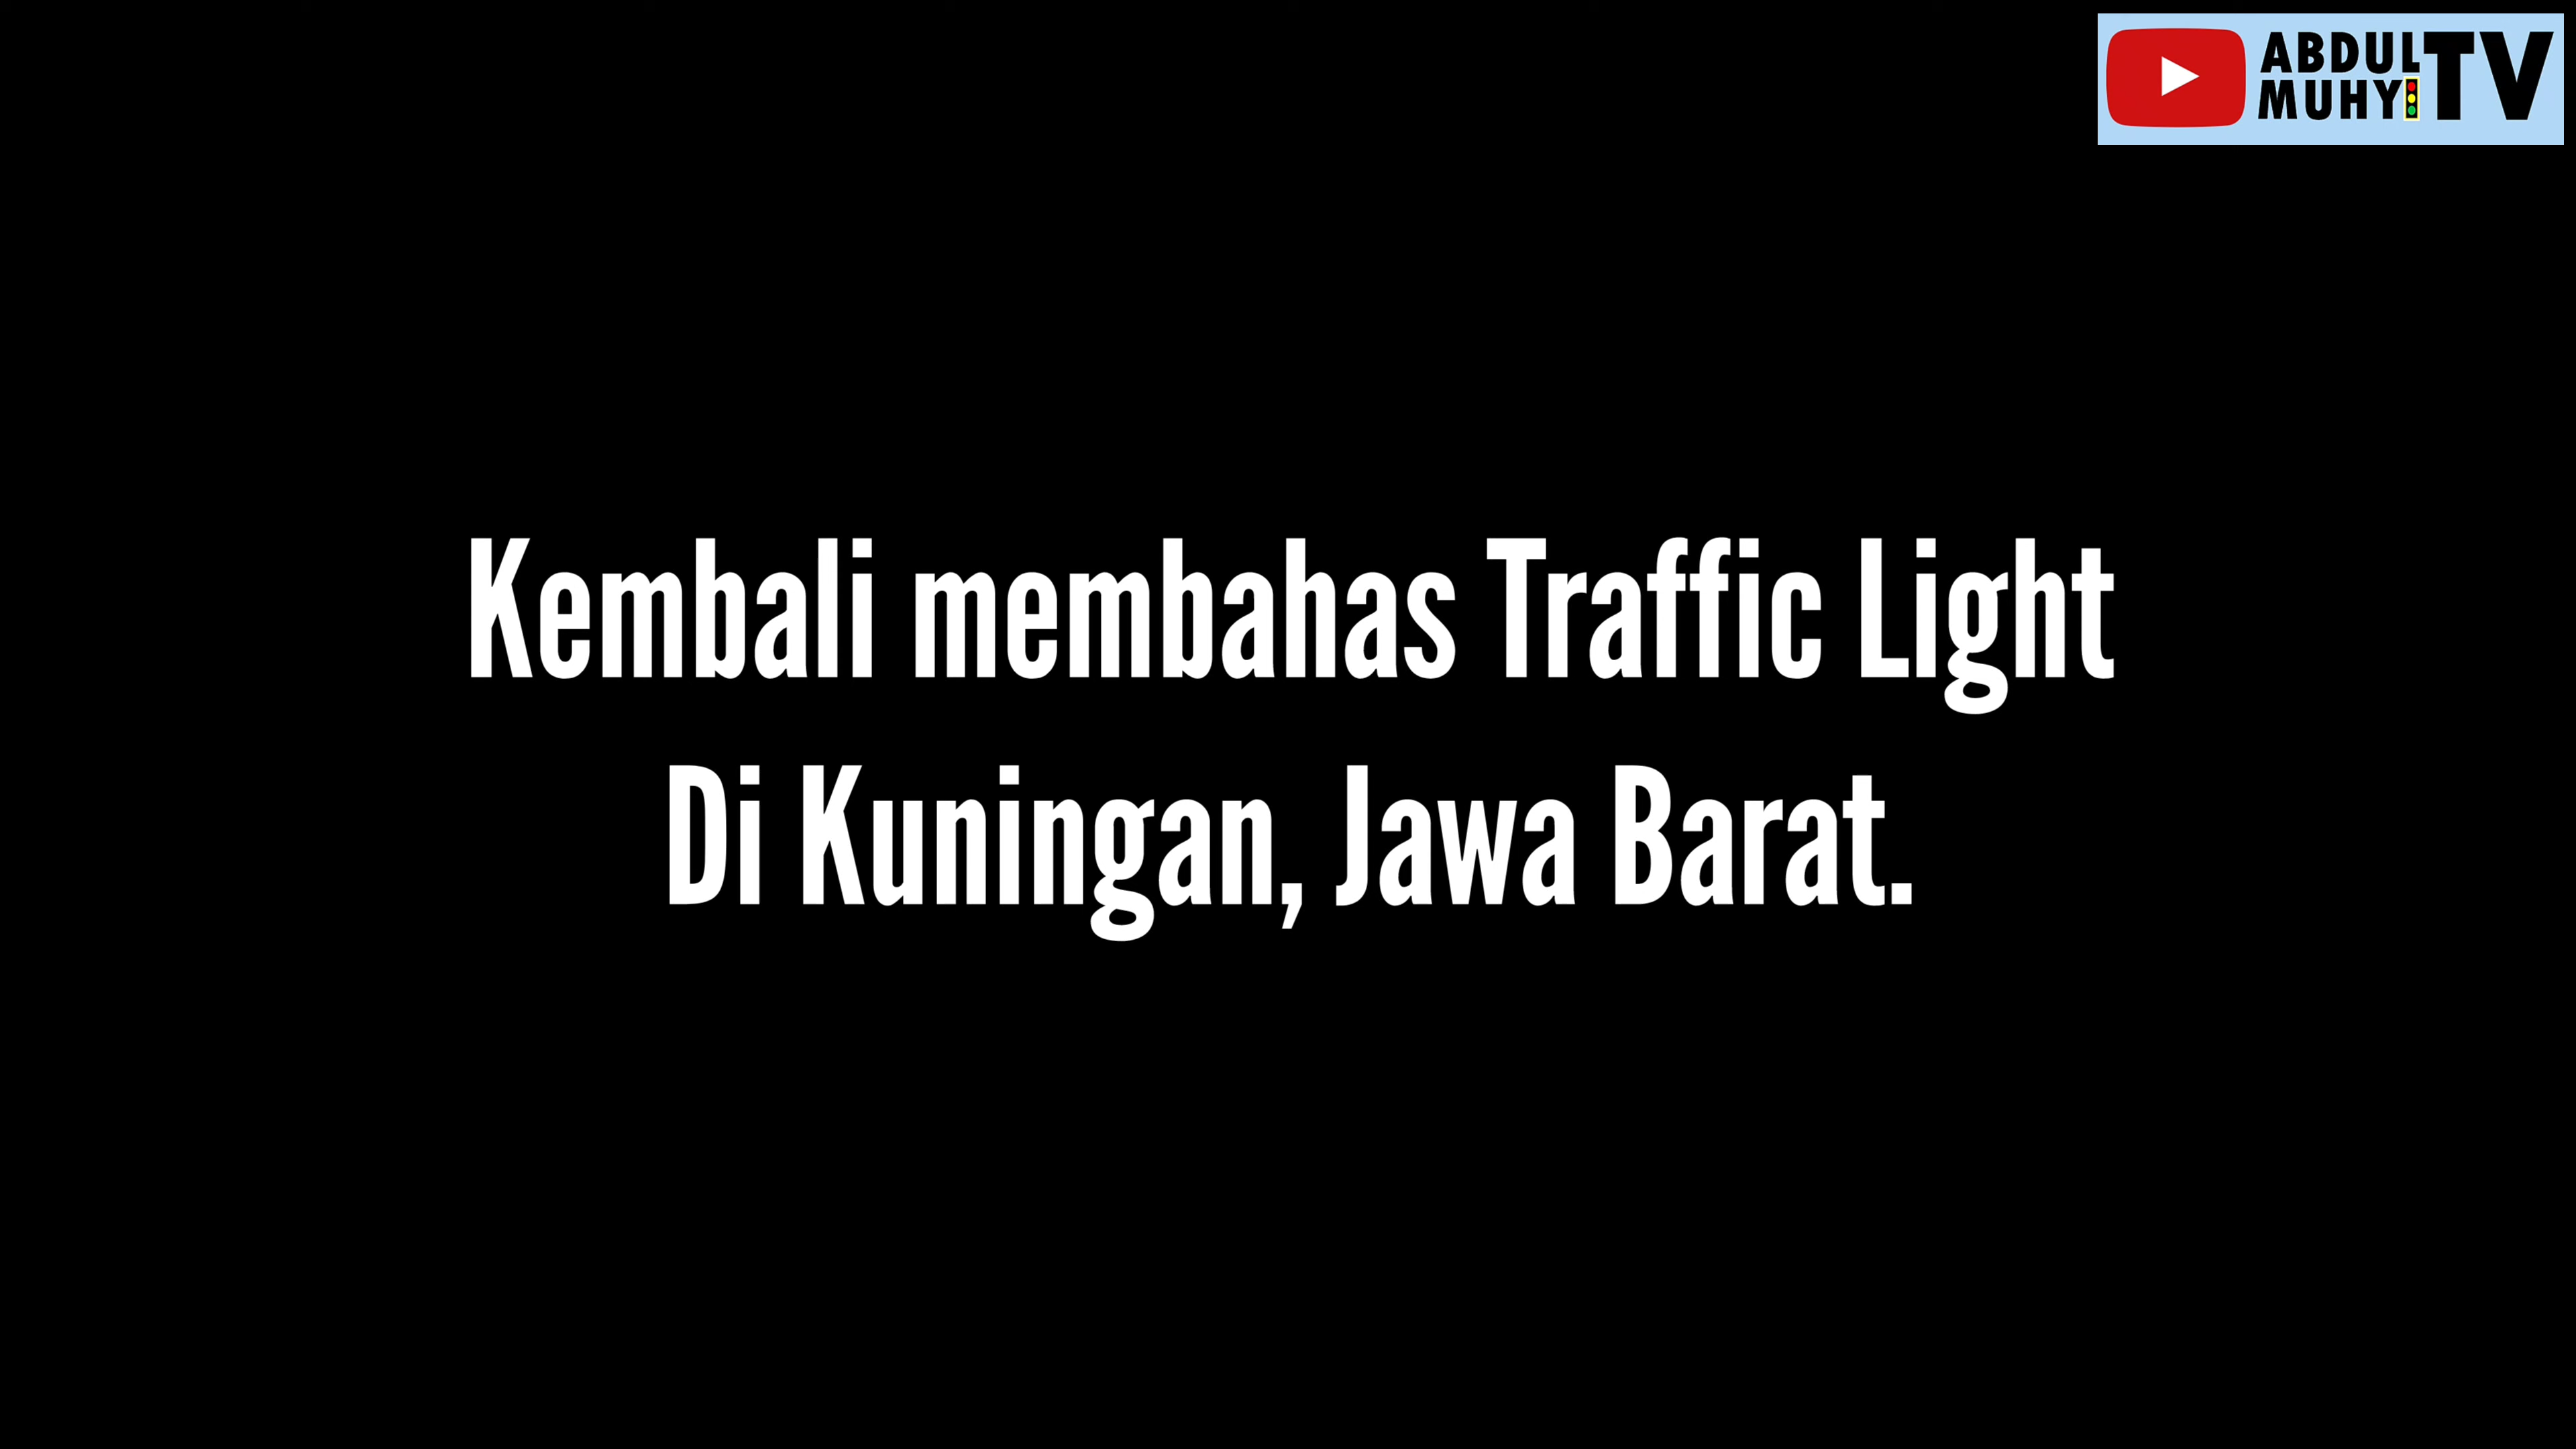 ABDUL
MUHYI TV
Kembali membahas Traffic Light
Di Kuningan, Jawa Barat.